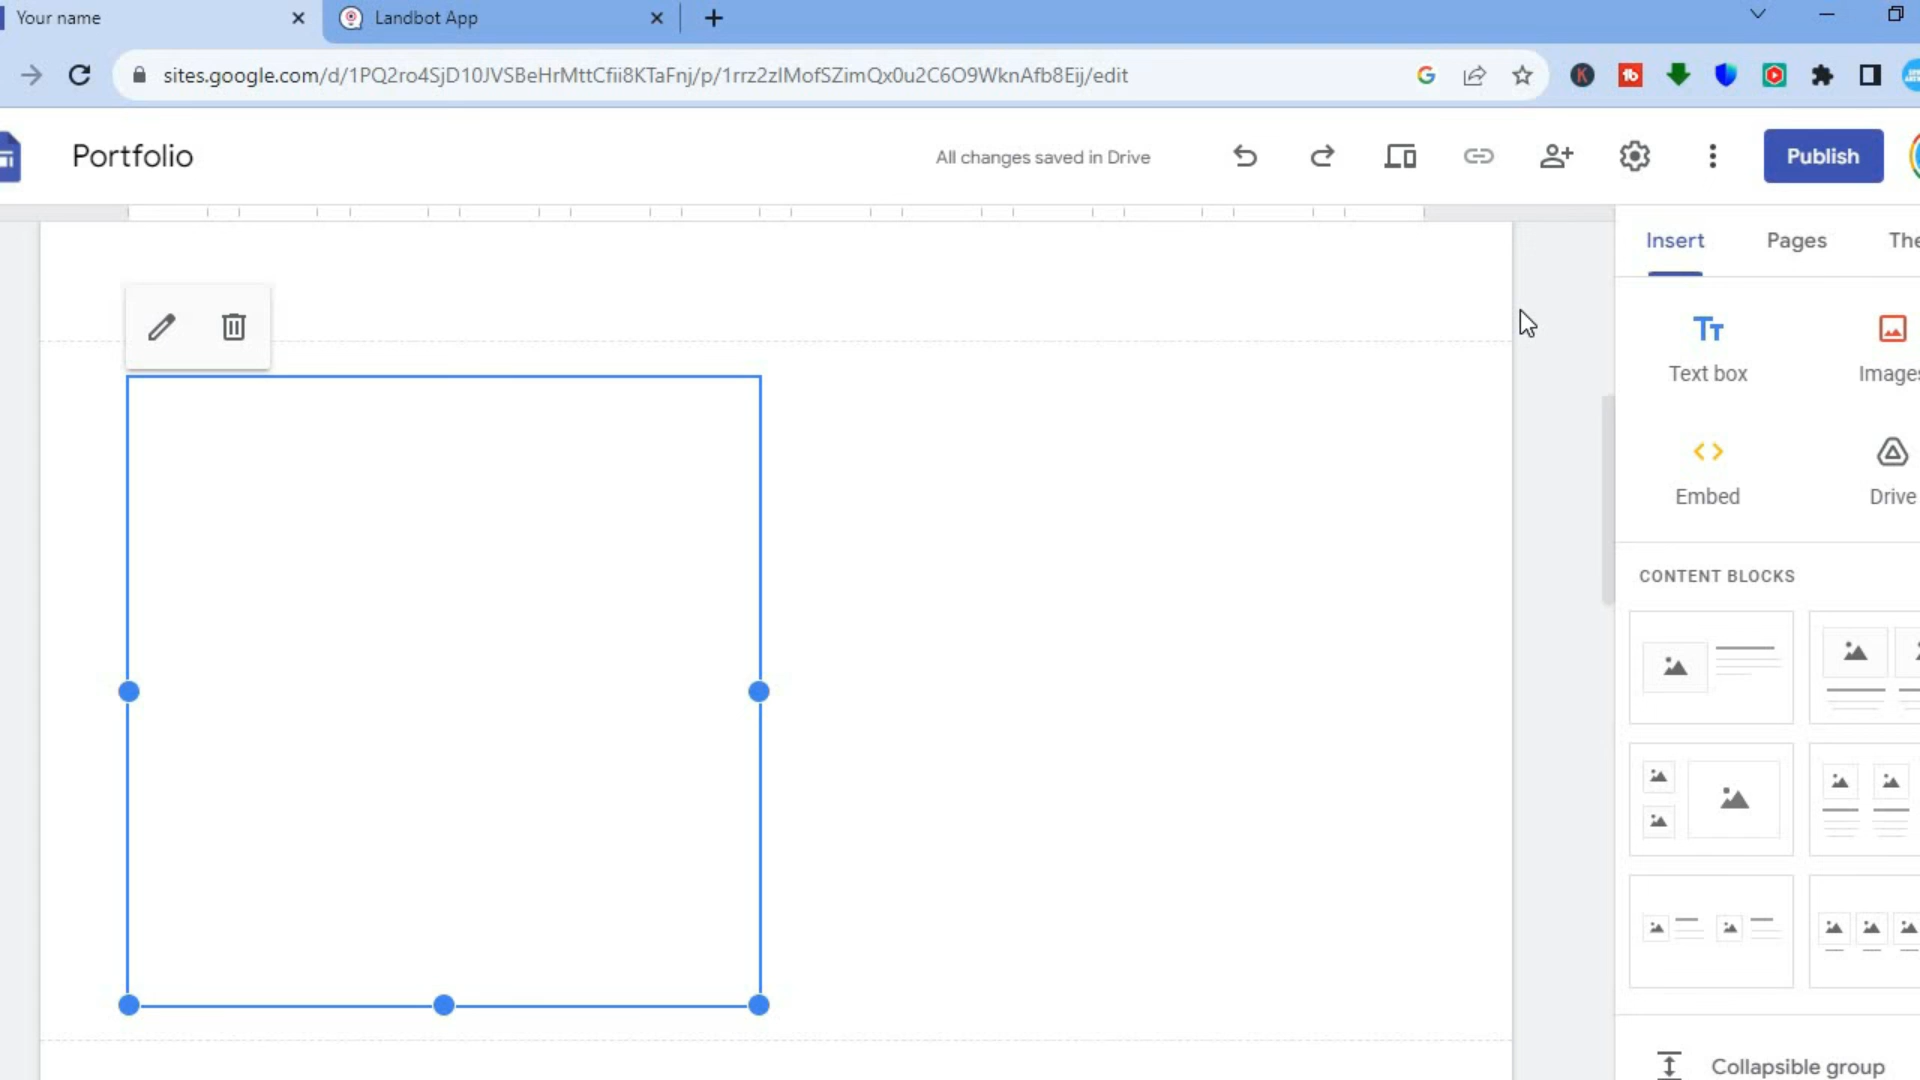 Your name
Landbot App
sites.google.com/d/1PQ2ro4SjD10JVSBeHrMttCfii8KTaFnj/p/1rrz2zIMofSZimQx0u2C6O9WknAfb8Eij/edit
Portfolio
All changes saved in Drive
Publish
Insert
Pages
The
Text box
Images
Embed
Drive
CONTENT BLOCKS
Collapsible group